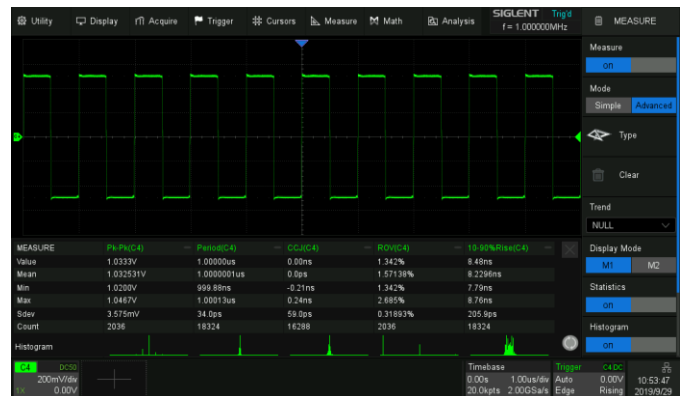 Utility Display Acquire Trigger Cursors Measure Math Analysis SIGLENT Trig'd
f = 1.000000MHz
MEASURE
Measure
on
Mode
Simple Advanced
Type
Clear
Trend
NULL
MEASURE Pk-Pk(C4) Period(C4) CCJ(C4) ROV(C4) 10-90%Rise(C4)
Value 1.0333V 1.00000us 0.00ns 1.342% 8.48ns
Mean 1.032531V 1.0000001us 0.0ps 1.57138% 8.2296ns
Min 1.0200V 999.88ns -0.21ns 1.342% 7.79ns
Max 1.0467V 1.00013us 0.24ns 2.685% 8.76ns
Sdev 3.575mV 34.0ps 59.0ps 0.31893% 205.9ps
Count 2036 18324 16288 2036 18324
Histogram
Display Mode
M1 M2
Statistics
on
Histogram
on
C4 DC50
200mV/div
1X 0.00V
Timebase
0.00s 1.00us/div
20.0kpts 2.00GSa/s
Trigger C4 DC
Auto 0.00V
Edge Rising
10:53:47
2019/9/29